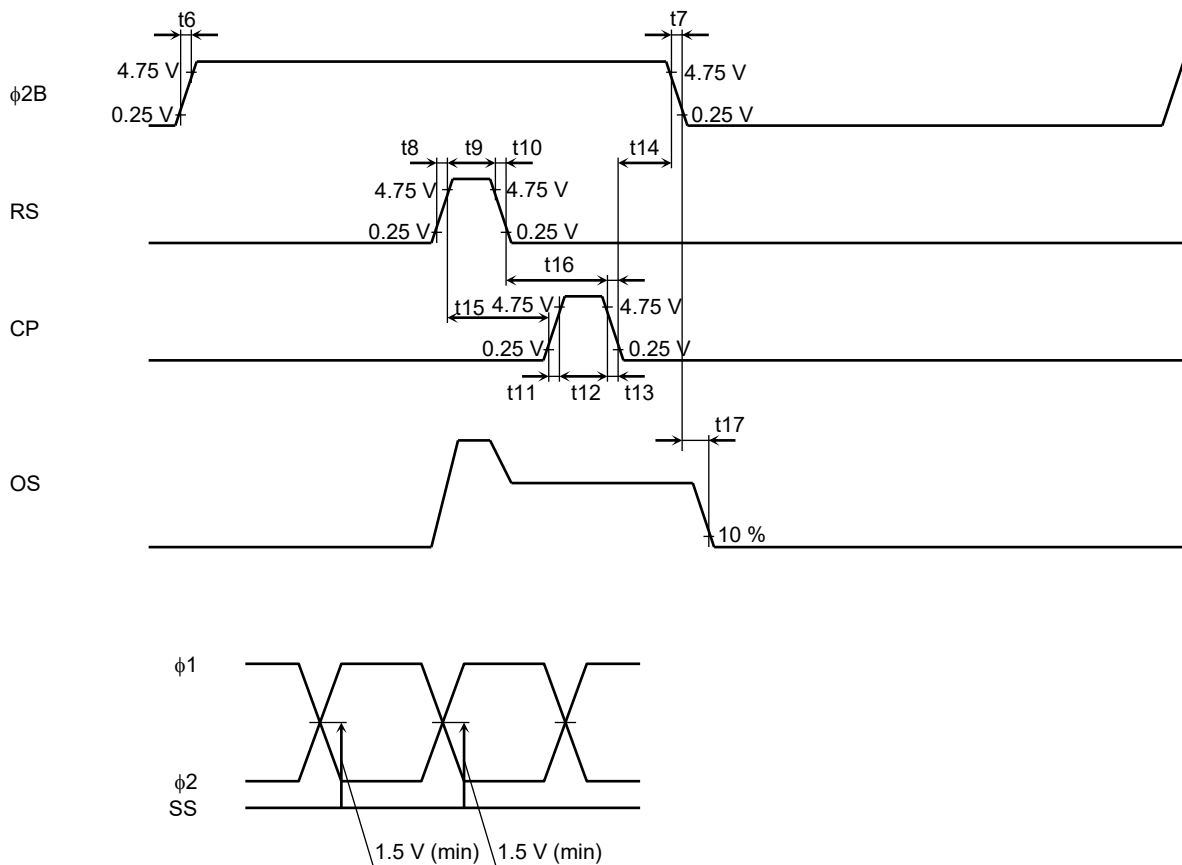 t6 t7
4.75 V 4.75 V
ϕ2B
0.25 V 0.25 V
t8 t9 t10 t14
4.75 V 4.75 V
RS
0.25 V 0.25 V
t16
t15 4.75 V 4.75 V
CP
0.25 V 0.25 V
t11 t12 t13
t17
OS
10 %
ϕ1
ϕ2
SS
1.5 V (min) 1.5 V (min)